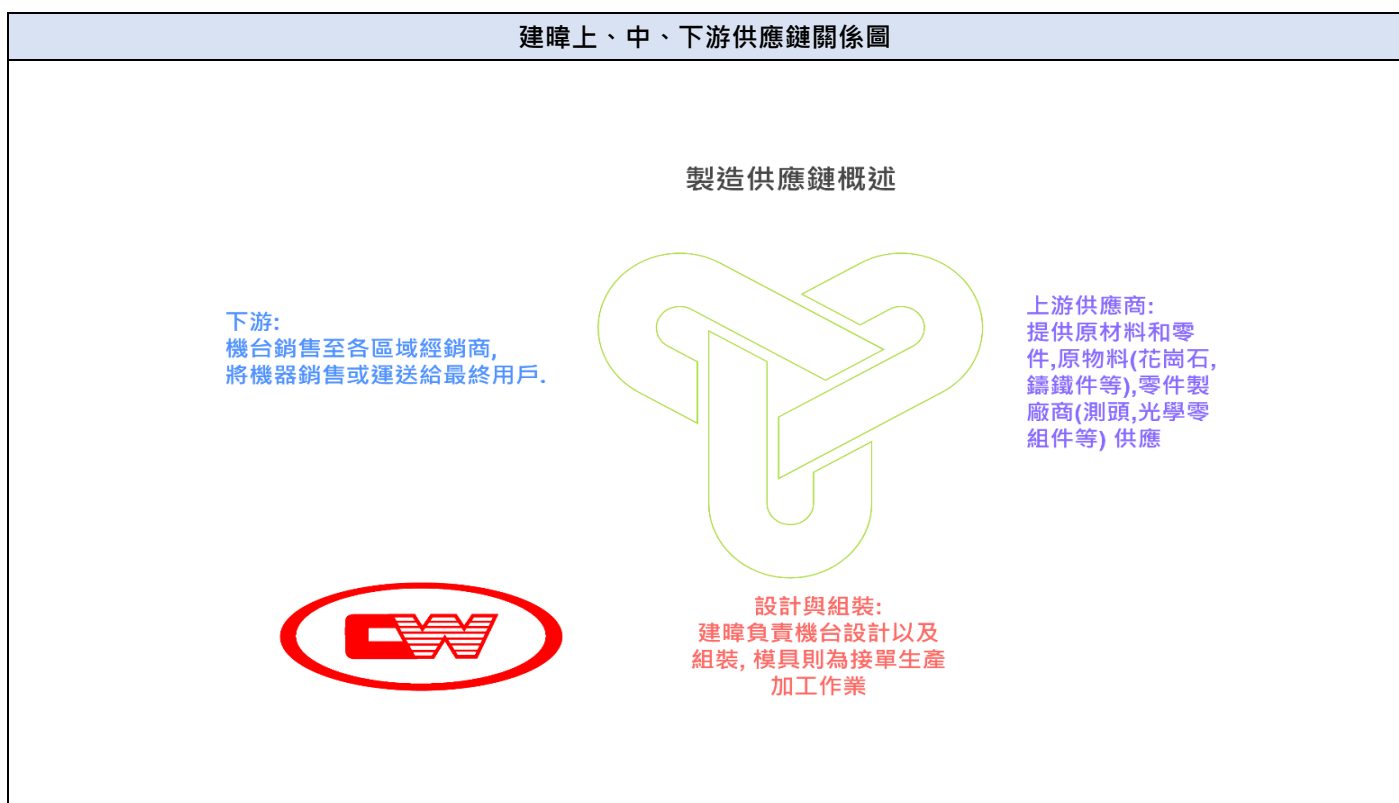 建暐上、中、下游供應鏈關係圖
製造供應鏈概述
下游:
機台銷售至各區域經銷商,
將機器銷售或運送給最終用戶.
上游供應商:
提供原材料和零
件,原物料(花崗石,
鑄鐵件等),零件製
廠商(測頭,光學零
組件等) 供應
CW
設計與組裝:
建暐負責機台設計以及
組裝, 模具則為接單生產
加工作業